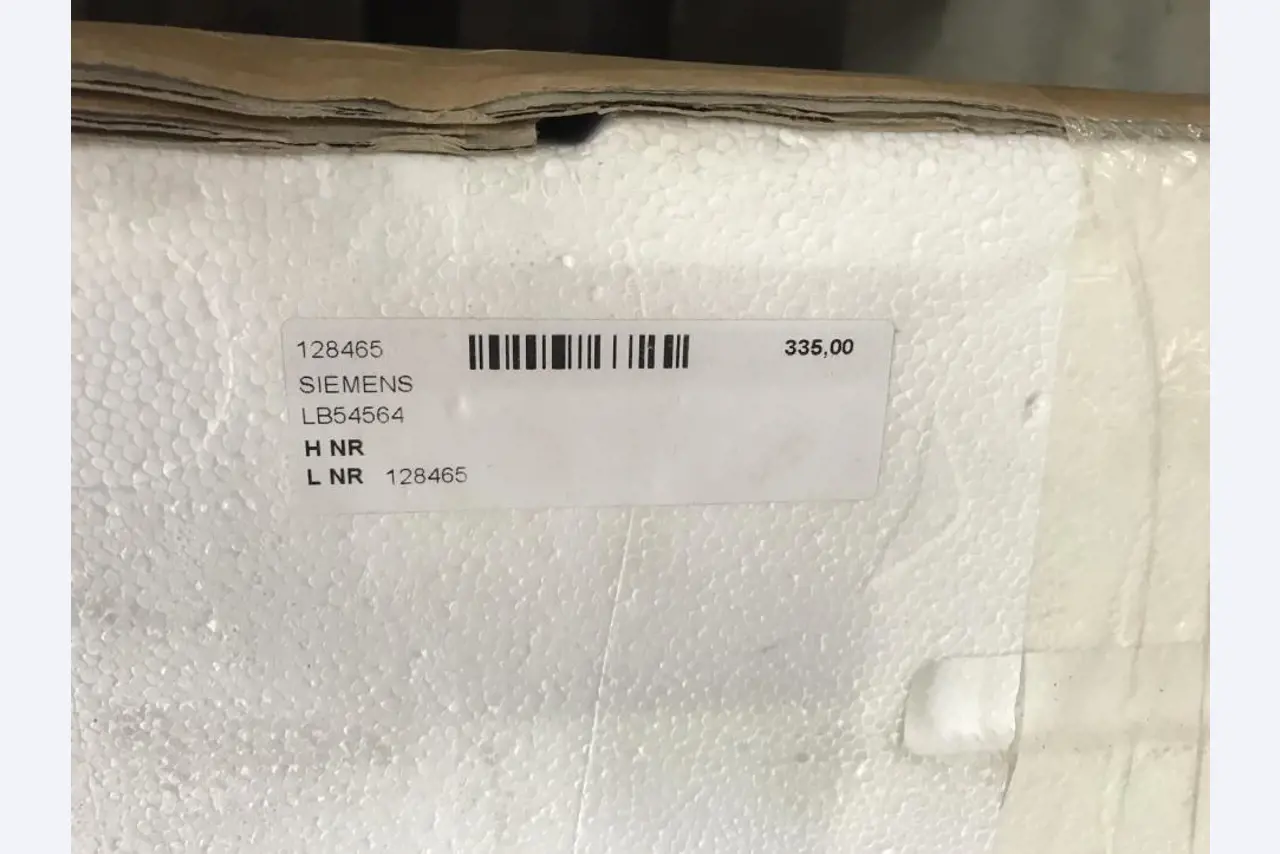 128465 335,00
SIEMENS
LB54564
H NR
L NR 128465